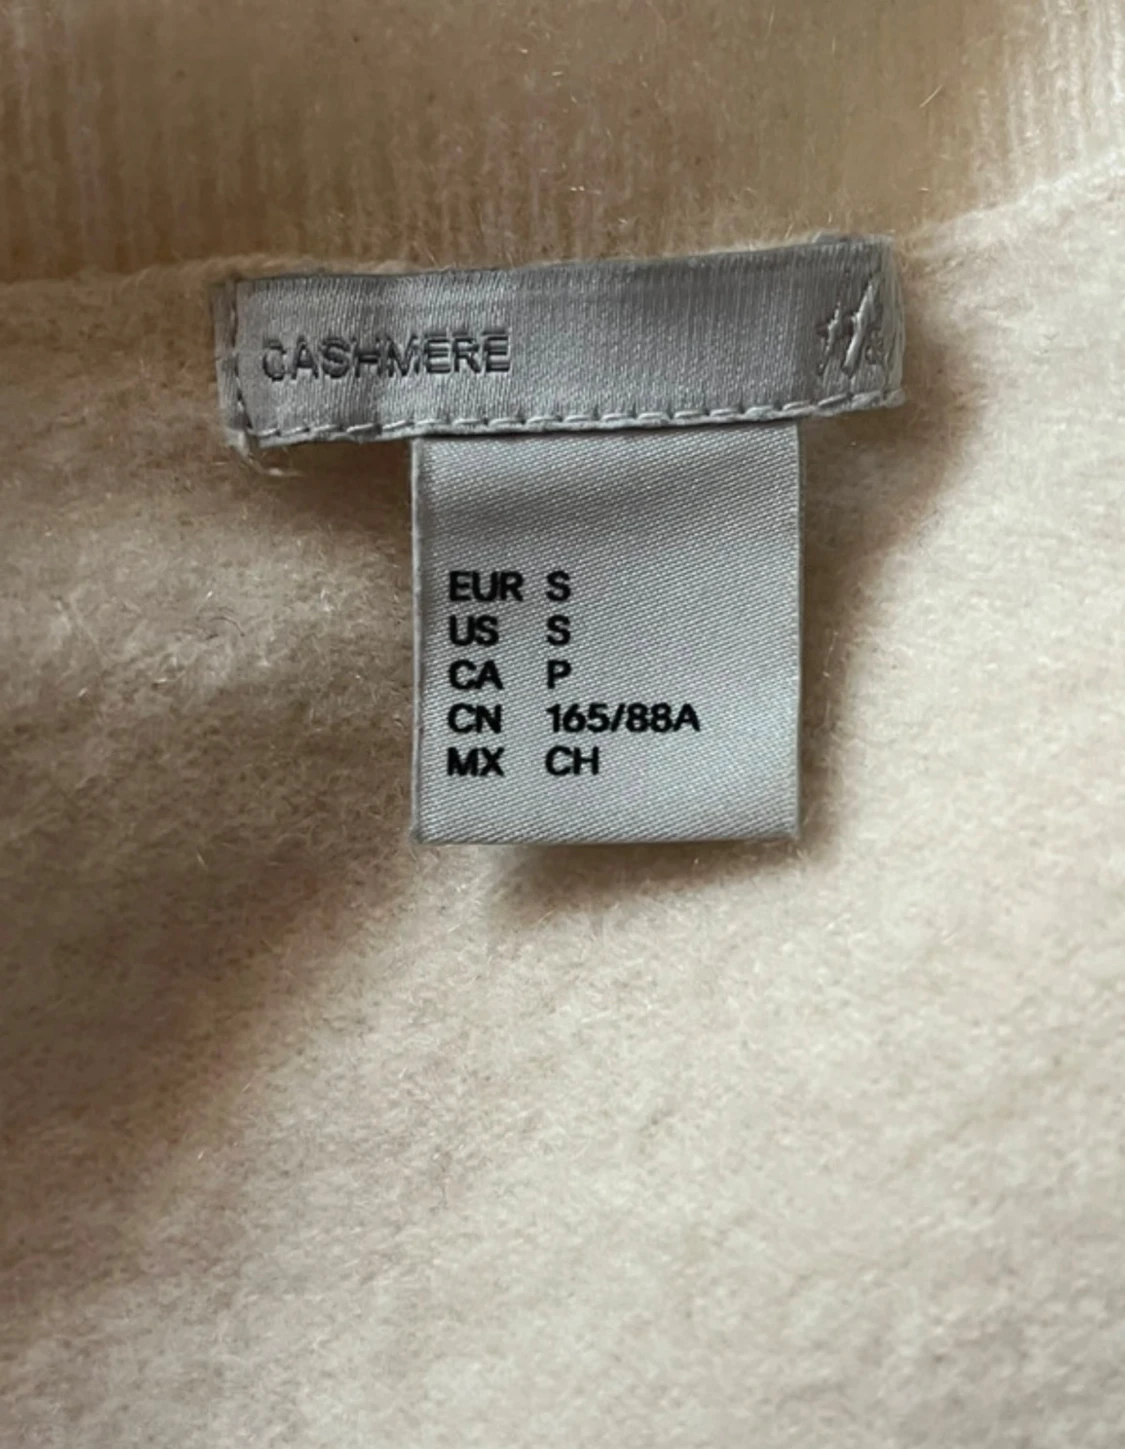 CASHMERE
EUR S
US S
CA P
CN 165/88A
MX CH